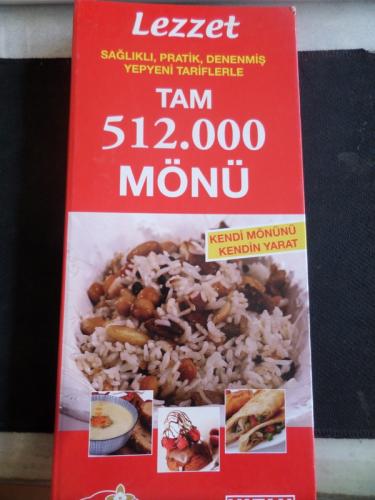 Lezzet
SAĞLIKLI, PRATİK, DENENMİŞ
YEPYENİ TARİFLERLE
TAM
512.000
MÖNÜ
KENDİ MÖNÜNÜ
KENDİN YARAT